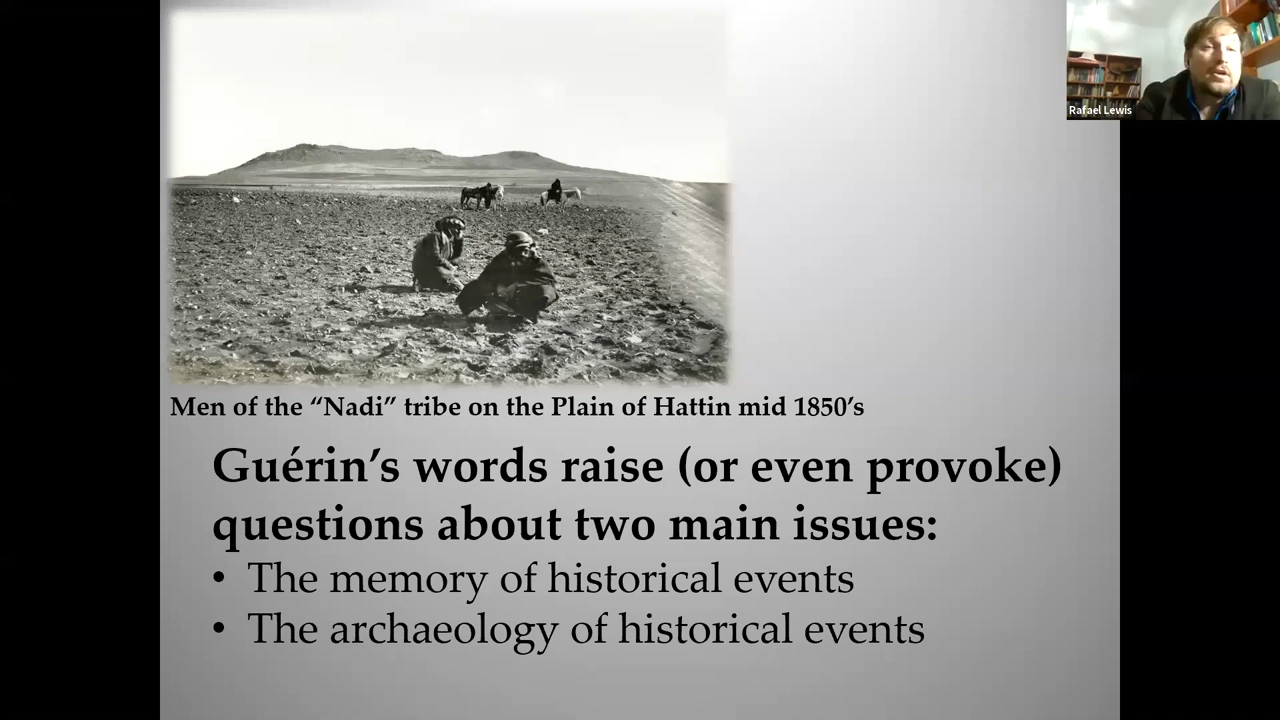 Rafael Lewis
Men of the “Nadi” tribe on the Plain of Hattin mid 1850’s
Guérin’s words raise (or even provoke)
questions about two main issues:
• The memory of historical events
• The archaeology of historical events